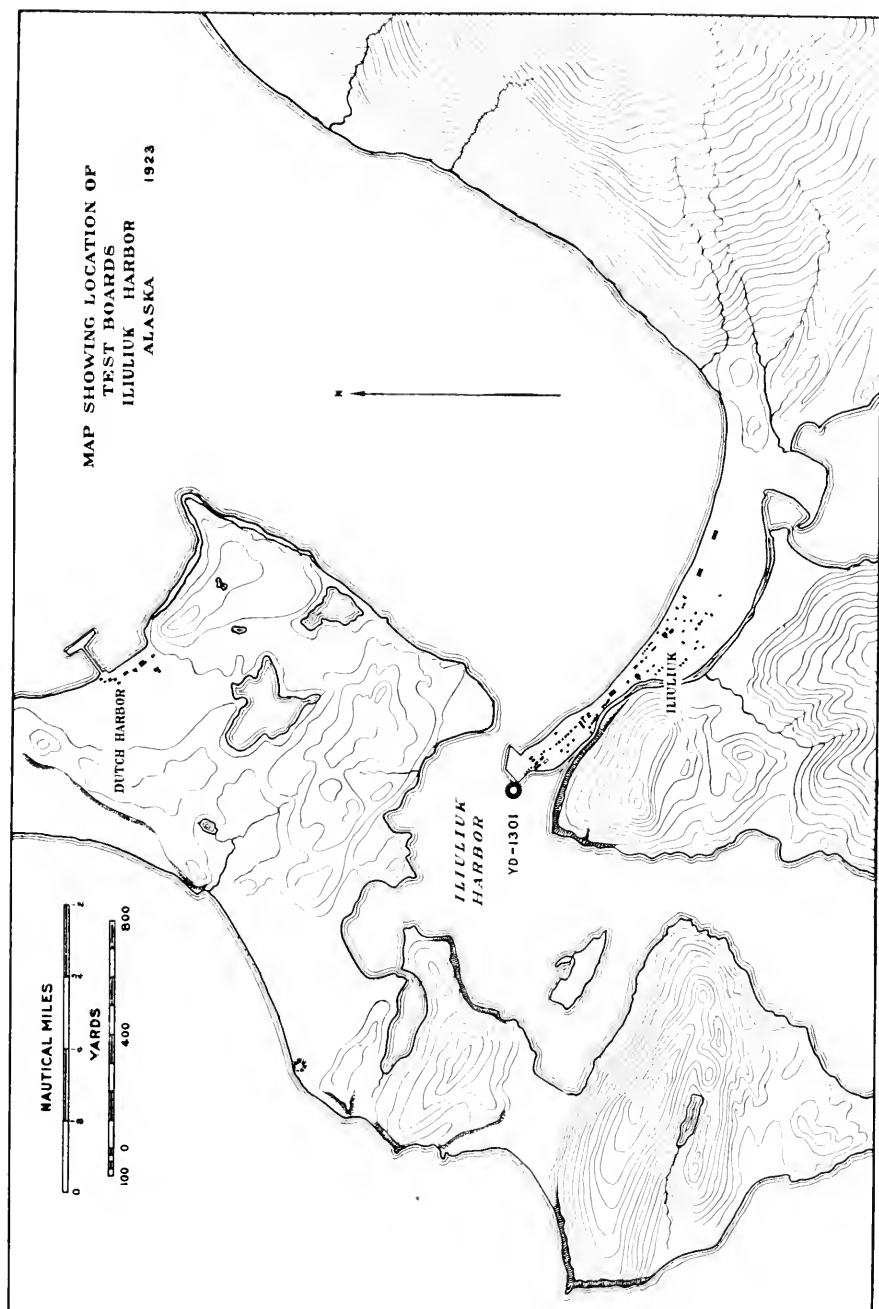 MAP SHOWING LOCATION OF
TEST BOARDS
ILIULIUK HARBOR
ALASKA
1923
N
DUTCH HARBOR
NAUTICAL MILES
0
YARDS
100 0 400 800
ILIULIUK
HARBOR
YD-1301
ILIULIUK